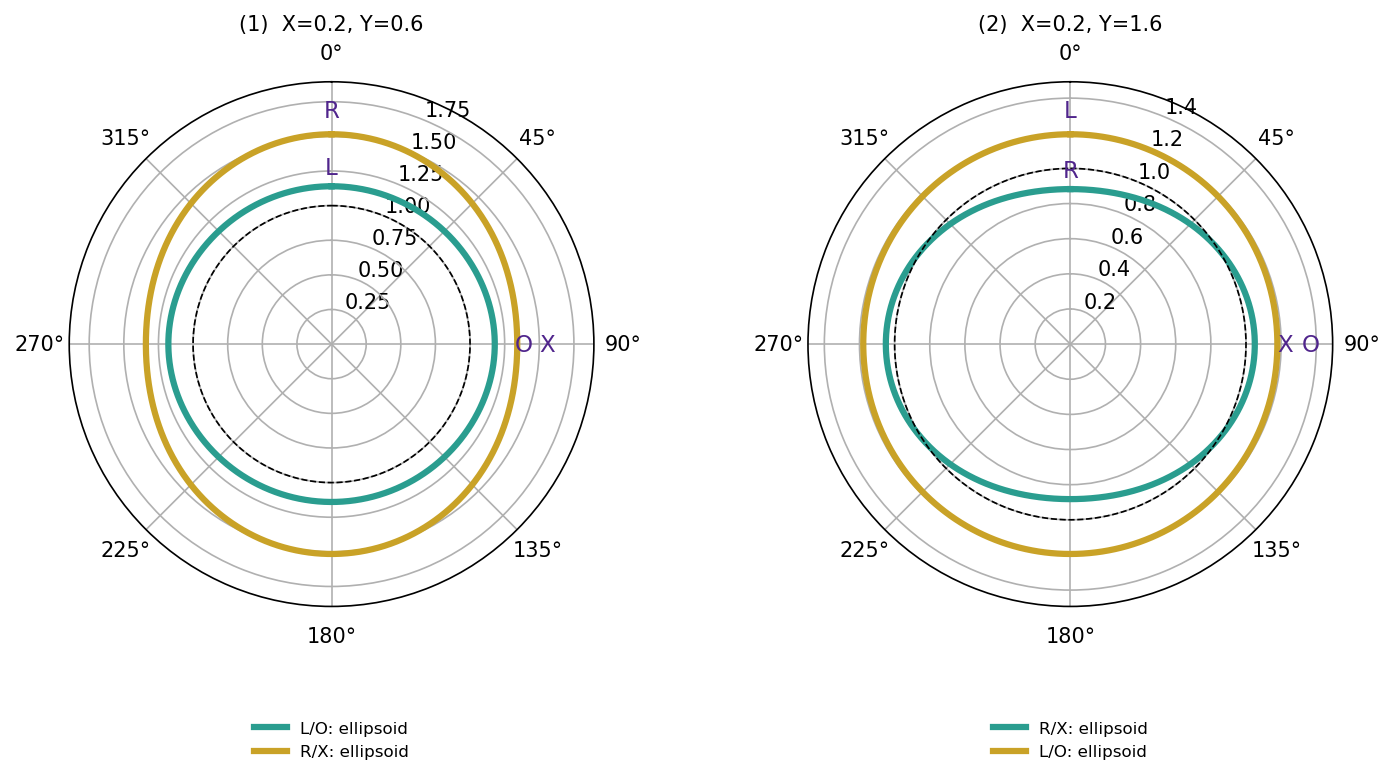 (1)  X=0.2, Y=0.6
0°
R
1.75
315°
45°
1.50
L
1.25
1.00
0.75
0.50
0.25
270°
O X
90°
225°
135°
180°
L/O: ellipsoid
R/X: ellipsoid
(2)  X=0.2, Y=1.6
0°
L
1.4
315°
45°
1.2
R
1.0
0.8
0.6
0.4
0.2
270°
X O
90°
225°
135°
180°
R/X: ellipsoid
L/O: ellipsoid